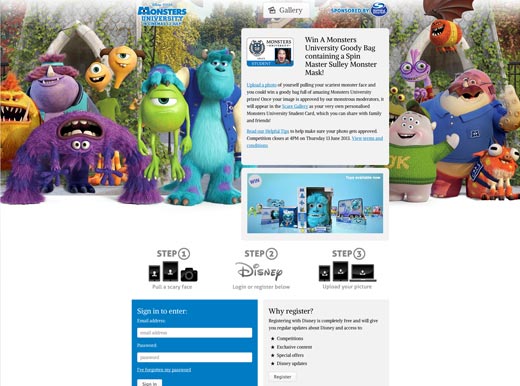 DISNEY·PIXAR
MONSTERS
UNIVERSITY
Gallery
SPONSORED BY
MONSTERS
UNIVERSITY
STUDENT
Win A Monsters
University Goody Bag
containing a Spin
Master Sulley Monster
Mask!
Upload a photo of yourself pulling your scariest monster face and
you could win a goody bag full of amazing Monsters University
prizes! Once your image is approved by our monstrous moderators, it
will appear in the Scare Gallery as your very own personalised
Monsters University Student Card, which you can share with family
and friends!
Read our Helpful Tips to help make sure your photo gets approved.
Competition closes at 4PM on Thursday 13 June 2013. View terms and
conditions
WIN
Toys available now
STEP 1
Pull a scary face
STEP 2
Disney
Login or register below
STEP 3
Upload your picture
Sign in to enter:
Email address:
email address
Password:
password
I've forgotten my password
Sign in
Why register?
Registering with Disney is completely free and will
give you regular updates about Disney and access to:
Competitions
Exclusive content
Special offers
Disney updates
Register